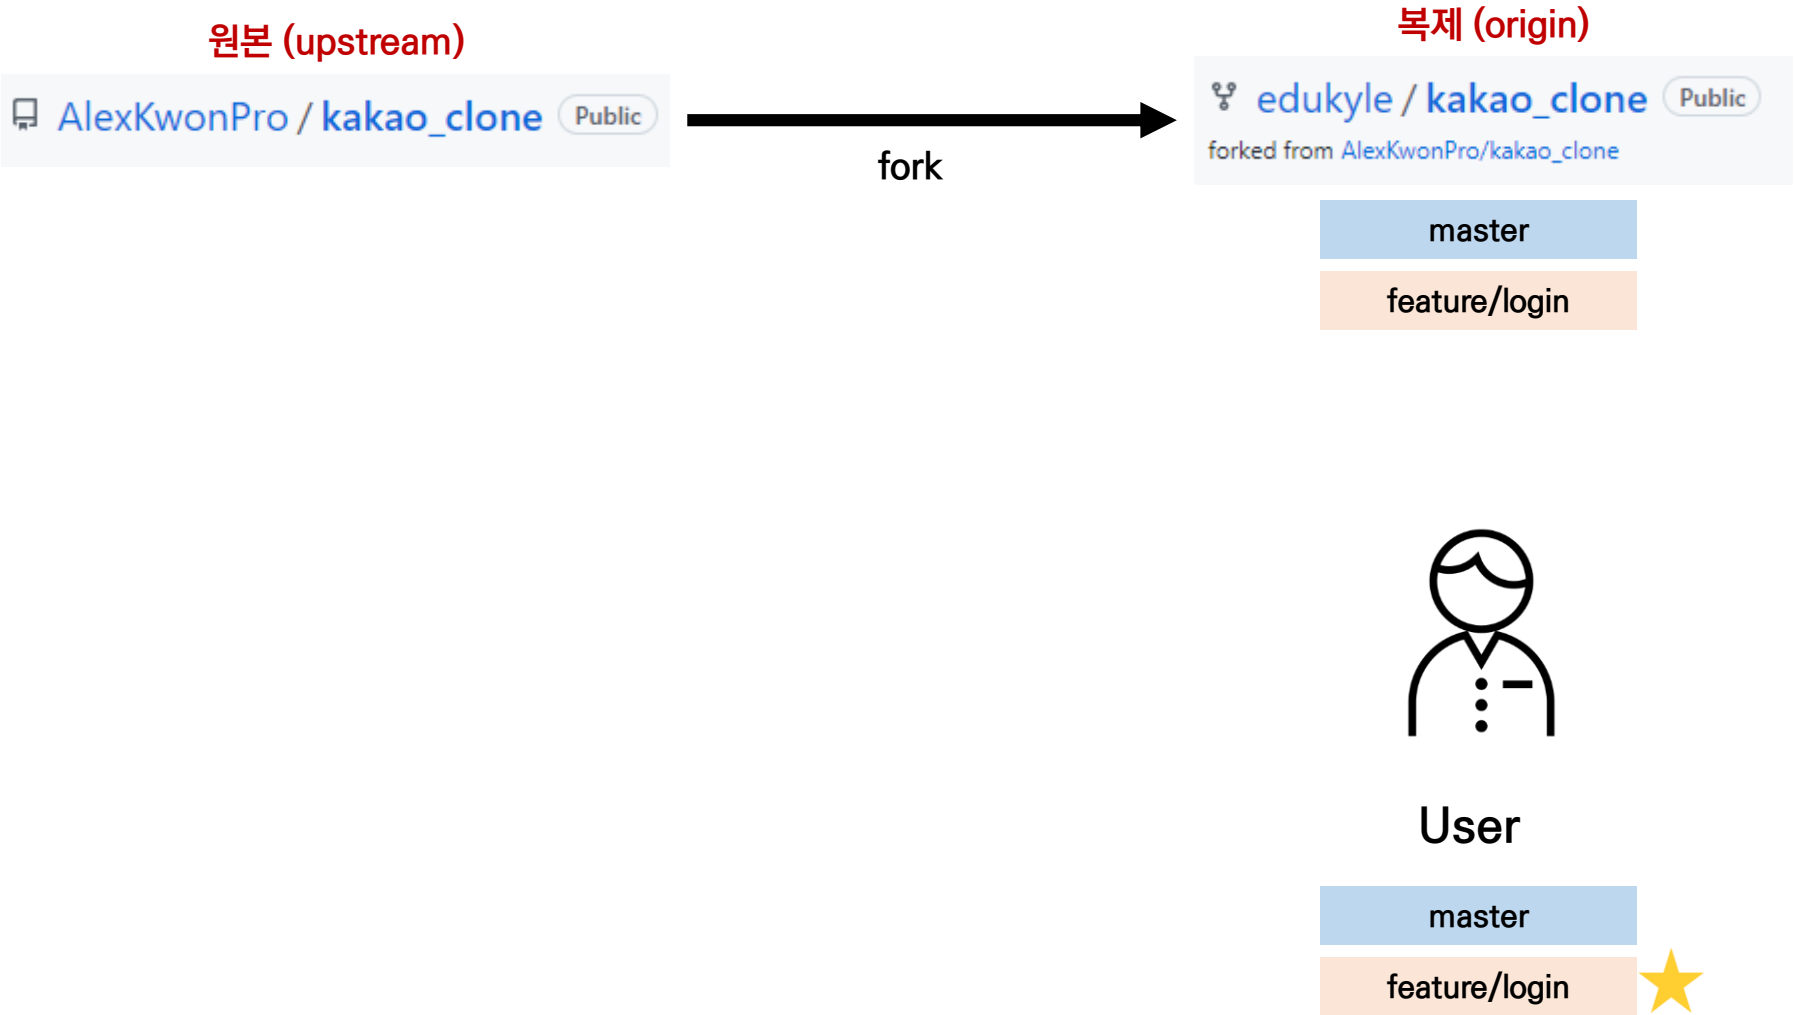 원본 (upstream)
AlexKwonPro / kakao_clone Public
fork
복제 (origin)
edukyle / kakao_clone Public
forked from AlexKwonPro/kakao_clone
master
feature/login
User
master
feature/login